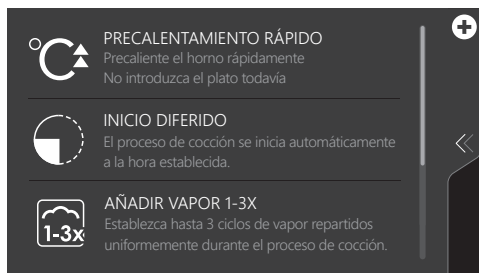 PRECALENTAMIENTO RÁPIDO
Precaliente el horno rápidamente
No introduzca el plato todavía
INICIO DIFERIDO
El proceso de cocción se inicia automáticamente
a la hora establecida.
AÑADIR VAPOR 1-3X
1-3x
Establezca hasta 3 ciclos de vapor repartidos
uniformemente durante el proceso de cocción.